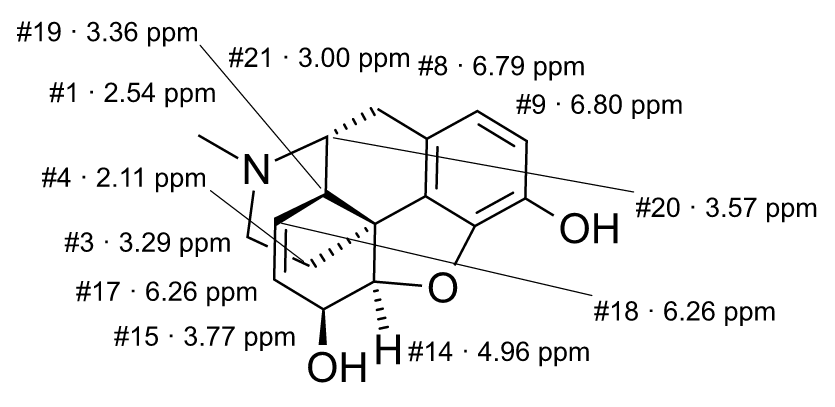 #19 · 3.36 ppm
#21 · 3.00 ppm
#8 · 6.79 ppm
#1 · 2.54 ppm
#9 · 6.80 ppm
N
#4 · 2.11 ppm
#20 · 3.57 ppm
OH
#3 · 3.29 ppm
#17 · 6.26 ppm
O
#18 · 6.26 ppm
#15 · 3.77 ppm
H
#14 · 4.96 ppm
OH